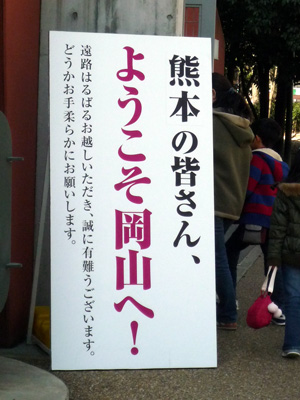 熊本の皆さん、
ようこそ岡山へ！
遠路はるばるお越しいただき、誠に有難うございます。
どうかお手柔らかにお願いします。